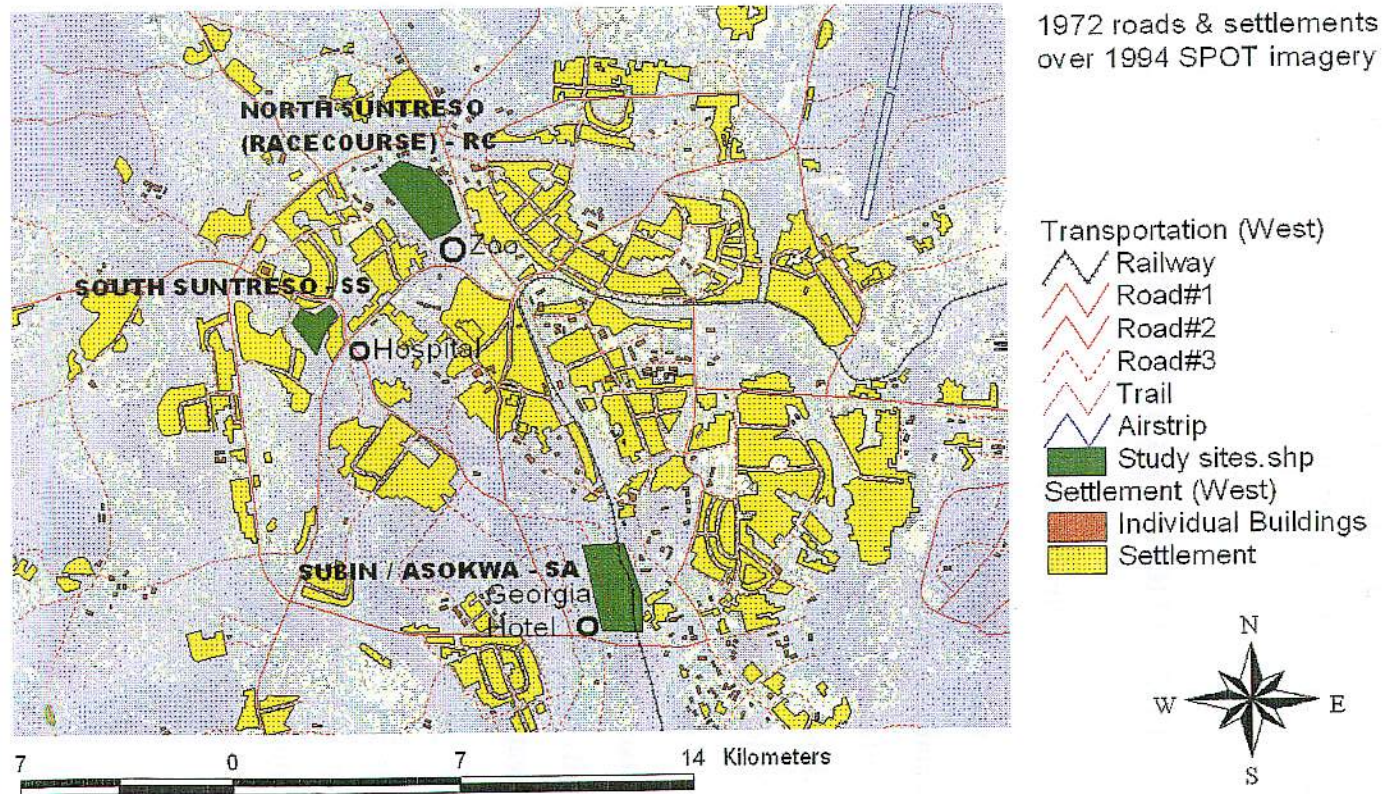 1972 roads & settlements
over 1994 SPOT imagery
NORTH SUNTRESO
(RACECOURSE) - RC
Zoo
SOUTH SUNTRESO - SS
Hospital
SUBIN / ASOKWA - SA
Georgia
Hotel
Transportation (West)
Railway
Road#1
Road#2
Road#3
Trail
Airstrip
Study sites.shp
Settlement (West)
Individual Buildings
Settlement
N
W E
S
7 0 7 14 Kilometers